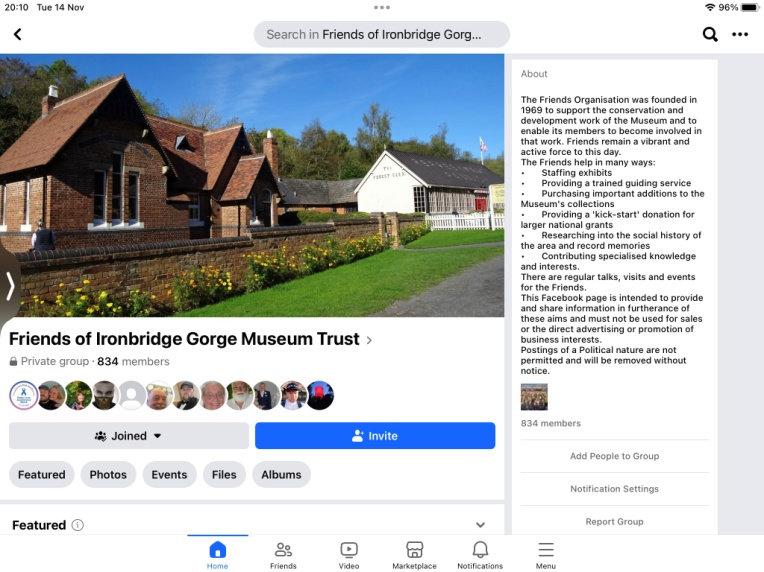 20:10 Tue 14 Nov
96%
Search in Friends of Ironbridge Gorg...
Friends of Ironbridge Gorge Museum Trust
Private group · 834 members
Joined
Invite
Featured
Photos
Events
Files
Albums
Featured
About
The Friends Organisation was founded in
1969 to support the conservation and
development work of the Museum and to
enable its members to become involved in
that work. Friends remain a vibrant and
active force to this day.
The Friends help in many ways:
• Staffing exhibits
• Providing a trained guiding service
• Purchasing important additions to the
Museum's collections
• Providing a 'kick-start' donation for
larger national grants
• Researching into the social history of
the area and record memories
• Contributing specialised knowledge
and interests.
There are regular talks, visits and events
for the Friends.
This Facebook page is intended to provide
and share information in furtherance of
these aims and must not be used for sales
or the direct advertising or promotion of
business interests.
Postings of a Political nature are not
permitted and will be removed without
notice.
834 members
Add People to Group
Notification Settings
Report Group
Home
Friends
Video
Marketplace
Notifications
Menu